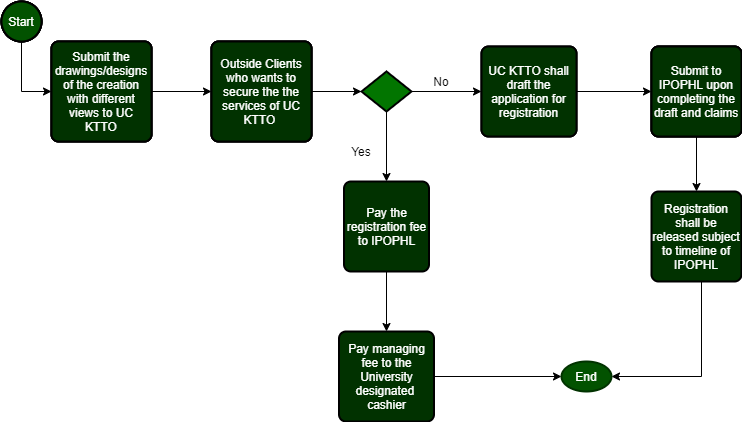 Start
Submit the
drawings/designs
of the creation
with different
views to UC
KTTO
Outside Clients
who wants to
secure the the
services of UC
KTTO
No
UC KTTO shall
draft the
application for
registration
Submit to
IPOPHL upon
completing the
draft and claims
Yes
Pay the
registration fee
to IPOPHL
Registration
shall be
released subject
to timeline of
IPOPHL
Pay managing
fee to the
University
designated
cashier
End